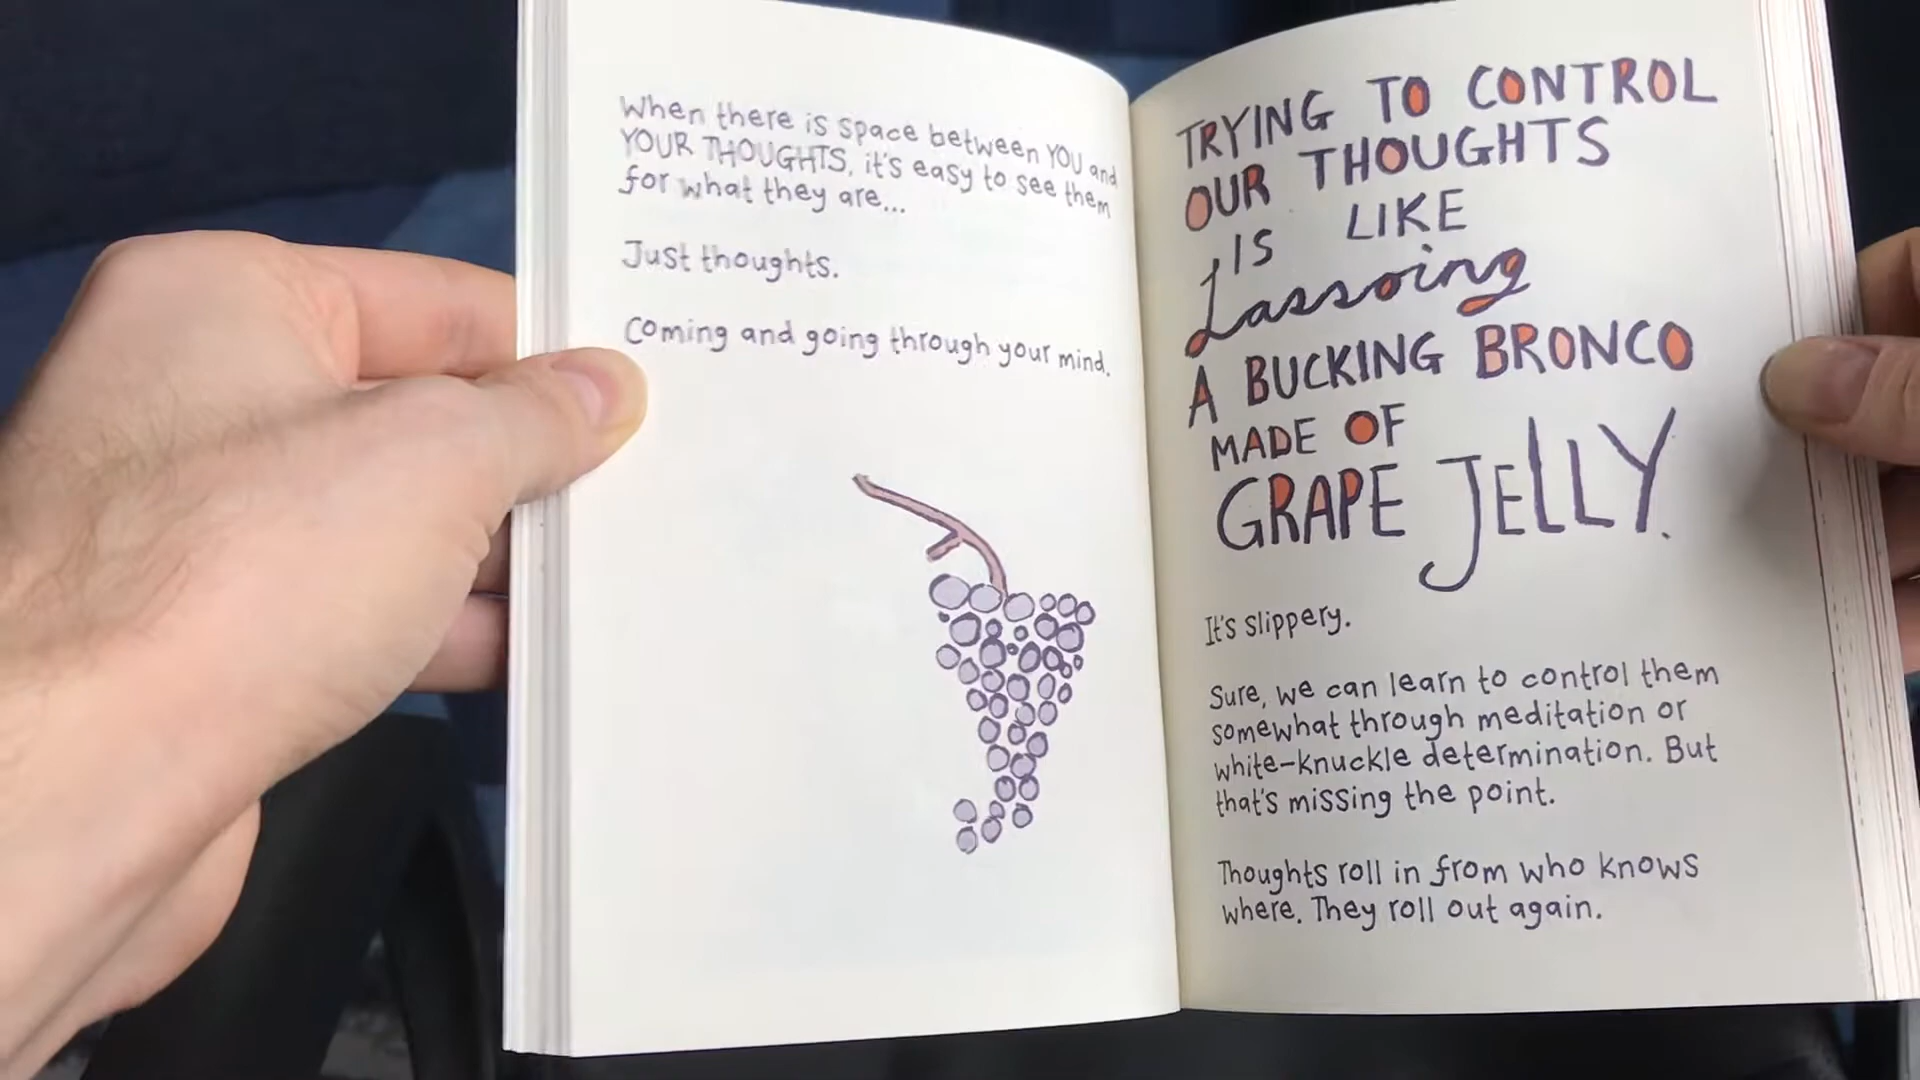 When there is space between YOU and
YOUR THOUGHTS, it's easy to see them
for what they are...
Just thoughts.
Coming and going through your mind.
TRYING TO CONTROL
OUR THOUGHTS
IS LIKE
Lassoing
A BUCKING BRONCO
MADE OF
GRAPE JELLY.
It's slippery.
Sure, we can learn to control them
somewhat through meditation or
white-knuckle determination. But
that's missing the point.
Thoughts roll in from who knows
where. They roll out again.